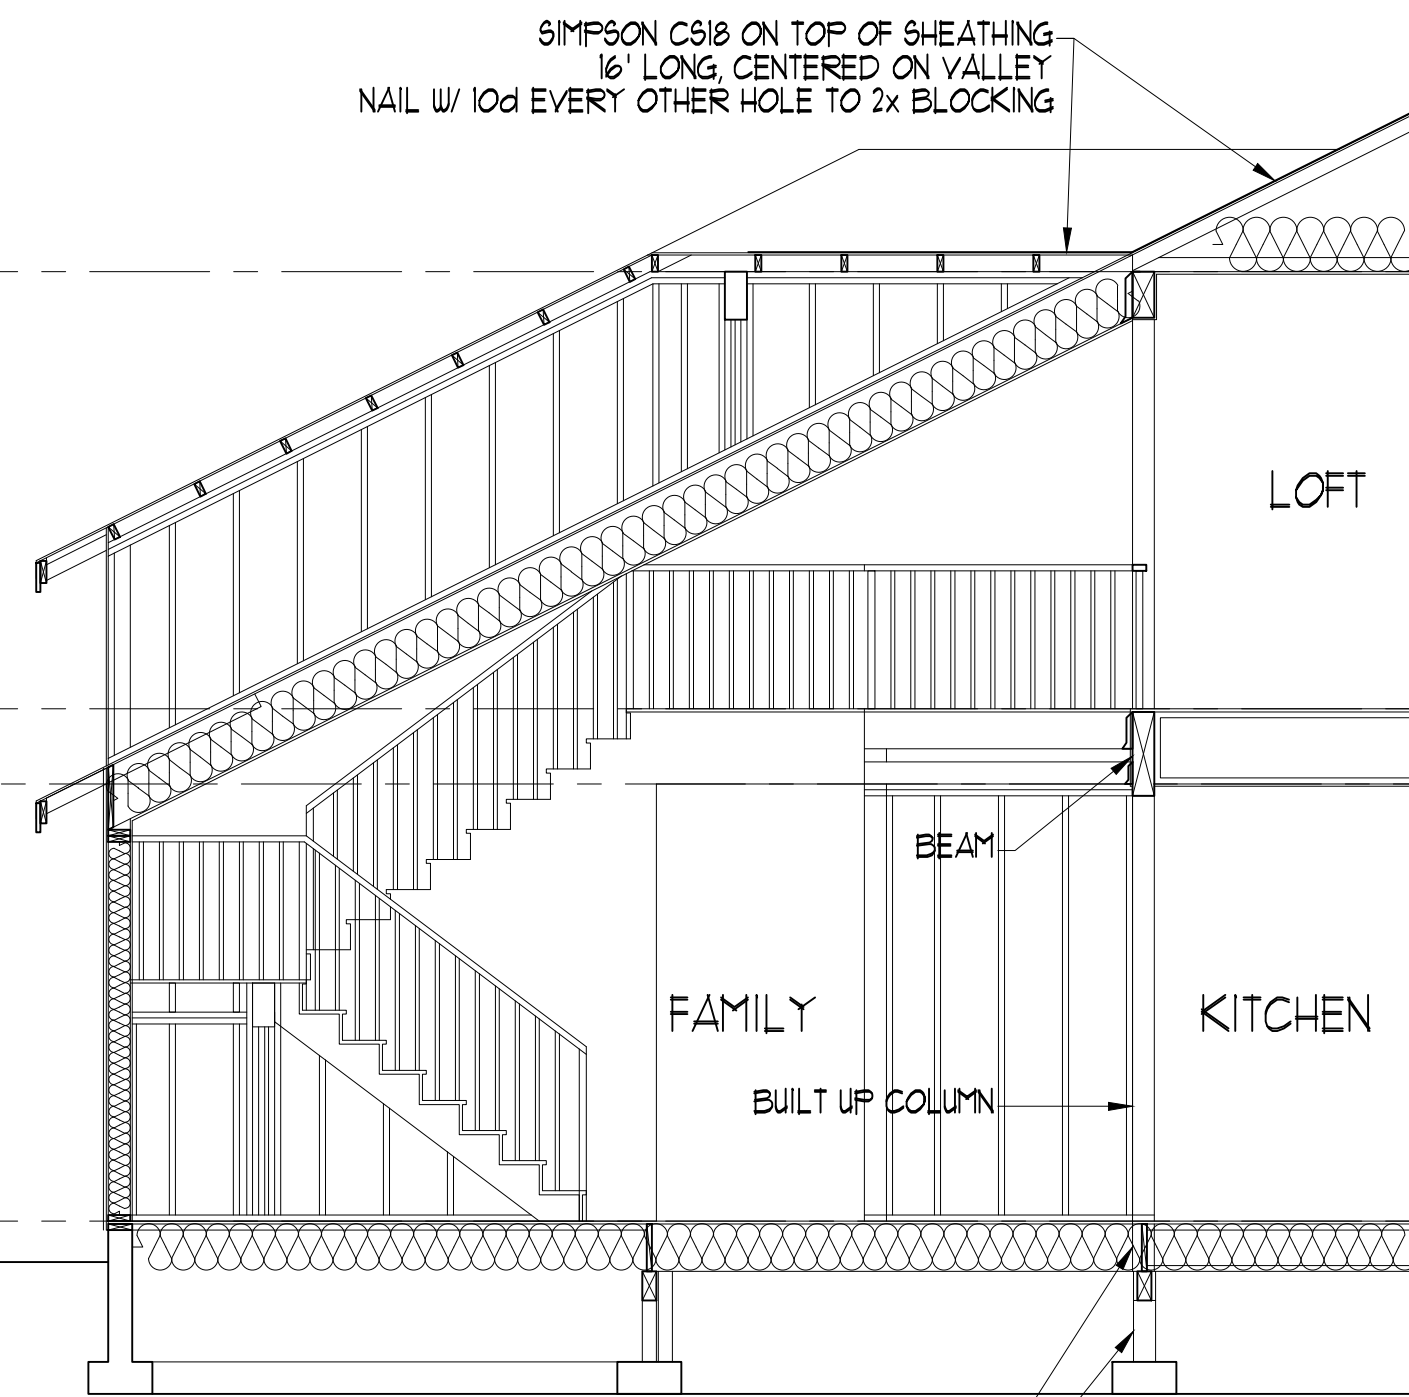 SIMPSON CS18 ON TOP OF SHEATHING
16' LONG, CENTERED ON VALLEY
NAIL W/ 10d EVERY OTHER HOLE TO 2x BLOCKING
LOFT
BEAM
FAMILY
KITCHEN
BUILT UP COLUMN